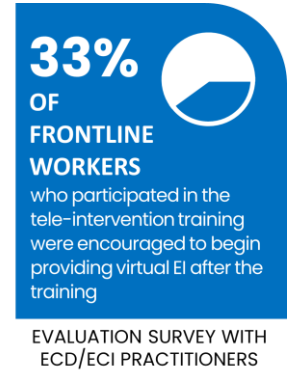 33%
OF
FRONTLINE
WORKERS
who participated in the
tele-intervention training
were encouraged to begin
providing virtual EI after the
training
EVALUATION SURVEY WITH
ECD/ECI PRACTITIONERS